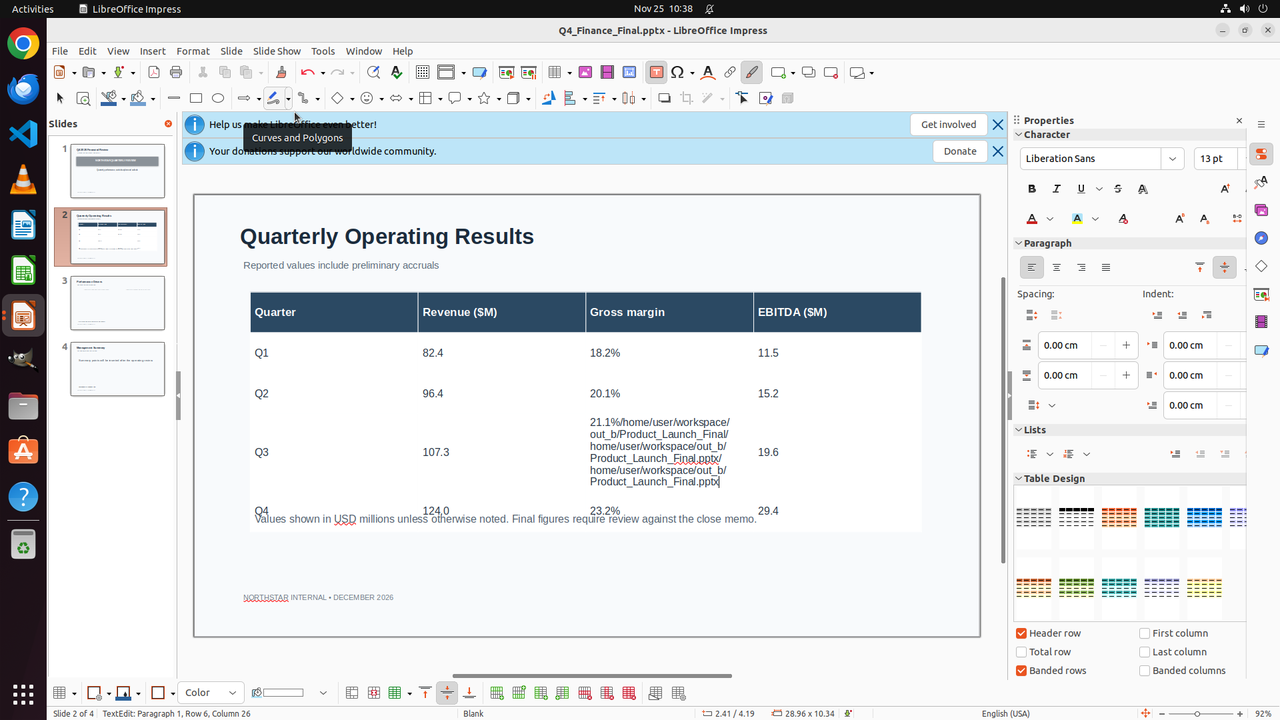 Activities
LibreOffice Impress
Nov 25 10:38
Q4_Finance_Final.pptx - LibreOffice Impress
File Edit View Insert Format Slide Slide Show Tools Window Help
Slides
Help us make LibreOffice even better!
Get involved
Curves and Polygons
Your donations support our worldwide community.
Donate
1
2
3
4
Quarterly Operating Results
Reported values include preliminary accruals
Quarter Revenue ($M) Gross margin EBITDA ($M)
Q1 82.4 18.2% 11.5
Q2 96.4 20.1% 15.2
Q3 107.3 21.1%/home/user/workspace/
out_b/Product_Launch_Final/
home/user/workspace/out_b/
Product_Launch_Final.pptx/
home/user/workspace/out_b/
Product_Launch_Final.pptx
19.6
Q4 124.0 23.2% 29.4
Values shown in USD millions unless otherwise noted. Final figures require review against the close memo.
NORTHSTAR INTERNAL • DECEMBER 2026
Properties
Character
Liberation Sans
13 pt
Paragraph
Spacing: Indent:
0.00 cm 0.00 cm
0.00 cm 0.00 cm
0.00 cm
Lists
Table Design
Header row First column
Total row Last column
Banded rows Banded columns
Color
Slide 2 of 4
TextEdit: Paragraph 1, Row 6, Column 26
Blank
2.41 / 4.19
28.96 x 10.34
English (USA)
92%